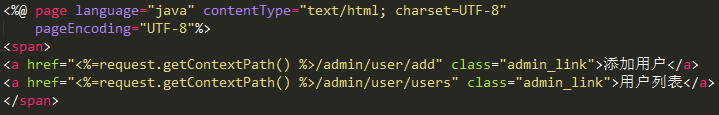 <%@ page language="java" contentType="text/html; charset=UTF-8"
    pageEncoding="UTF-8"%>
<span>
<a href="<%=request.getContextPath() %>/admin/user/add" class="admin_link">添加用户</a>
<a href="<%=request.getContextPath() %>/admin/user/users" class="admin_link">用户列表</a>
</span>